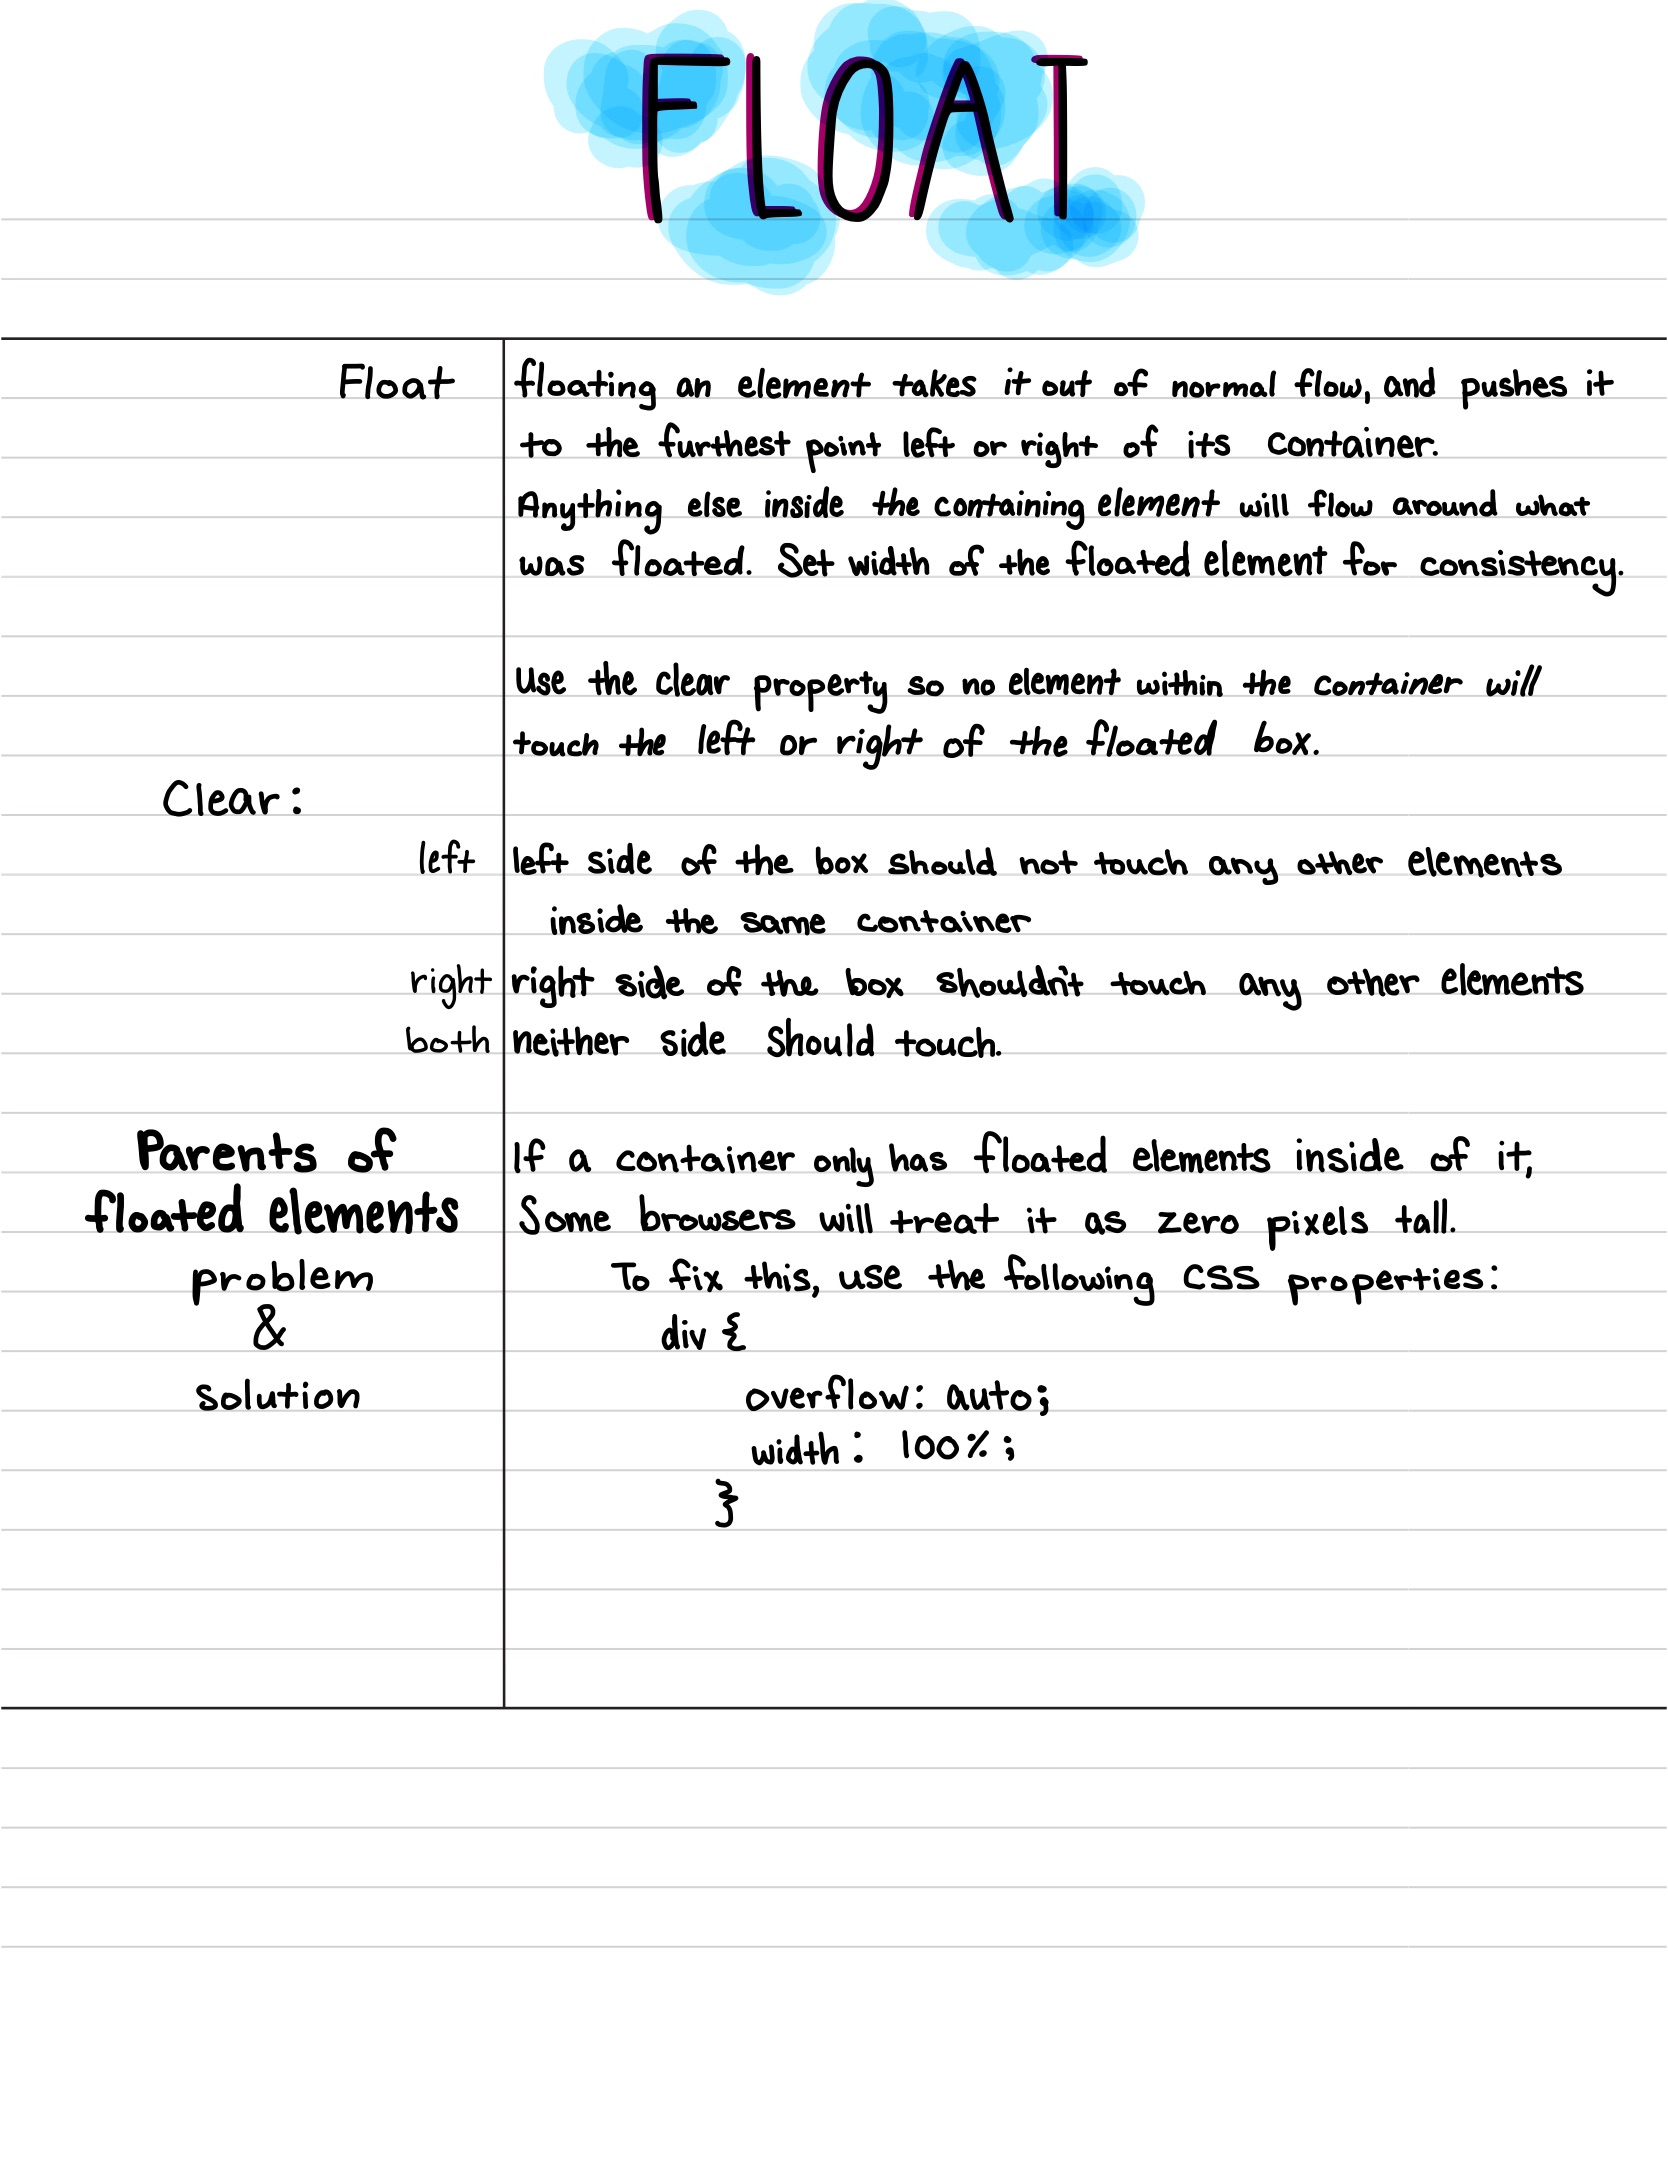 FLOAT
Float
floating an element takes it out of normal flow, and pushes it
to the furthest point left or right of its container.
Anything else inside the containing element will flow around what
was floated. Set width of the floated element for consistency.
Use the clear property so no element within the container will
touch the left or right of the floated box.
Clear:
left
left side of the box should not touch any other elements
inside the same container
right
right side of the box shouldn't touch any other elements
both
neither side should touch.
Parents of
floated elements
problem
&
solution
If a container only has floated elements inside of it,
Some browsers will treat it as zero pixels tall.
To fix this, use the following CSS properties:
div {
overflow: auto;
width: 100%;
}